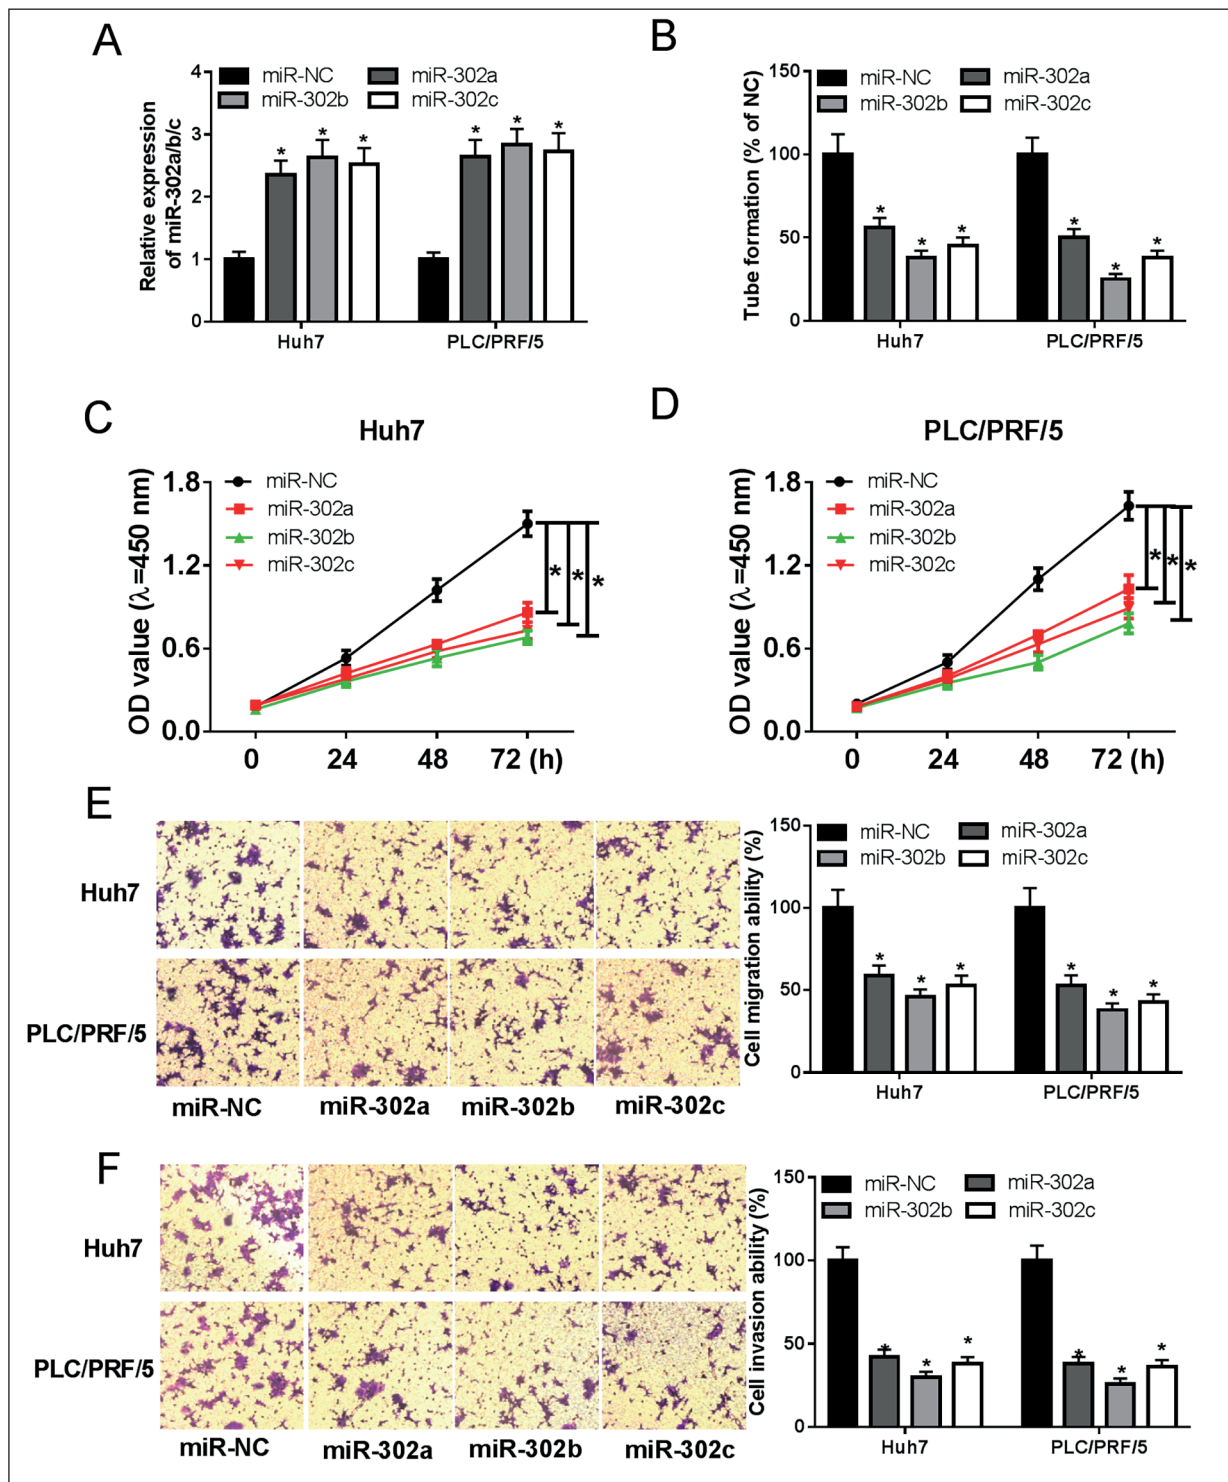 A
miR-NC miR-302a
miR-302b miR-302c
Relative expression
of miR-302a/b/c
4
3
2
1
0
* * * * * *
Huh7 PLC/PRF/5
B
miR-NC miR-302a
miR-302b miR-302c
Tube formation (% of NC)
150
100
50
0
* * * * * *
Huh7 PLC/PRF/5
C
Huh7
miR-NC
miR-302a
miR-302b
miR-302c
OD value (λ=450 nm)
1.8
1.2
0.6
0.0
* * *
0 24 48 72 (h)
D
PLC/PRF/5
miR-NC
miR-302a
miR-302b
miR-302c
OD value (λ=450 nm)
1.8
1.2
0.6
0.0
* * *
0 24 48 72 (h)
E
Huh7
PLC/PRF/5
miR-NC miR-302a miR-302b miR-302c
miR-NC miR-302a
miR-302b miR-302c
Cell migration ability (%)
150
100
50
0
* * * * * *
Huh7 PLC/PRF/5
F
Huh7
PLC/PRF/5
miR-NC miR-302a miR-302b miR-302c
miR-NC miR-302a
miR-302b miR-302c
Cell invasion ability (%)
150
100
50
0
* * * * * *
Huh7 PLC/PRF/5